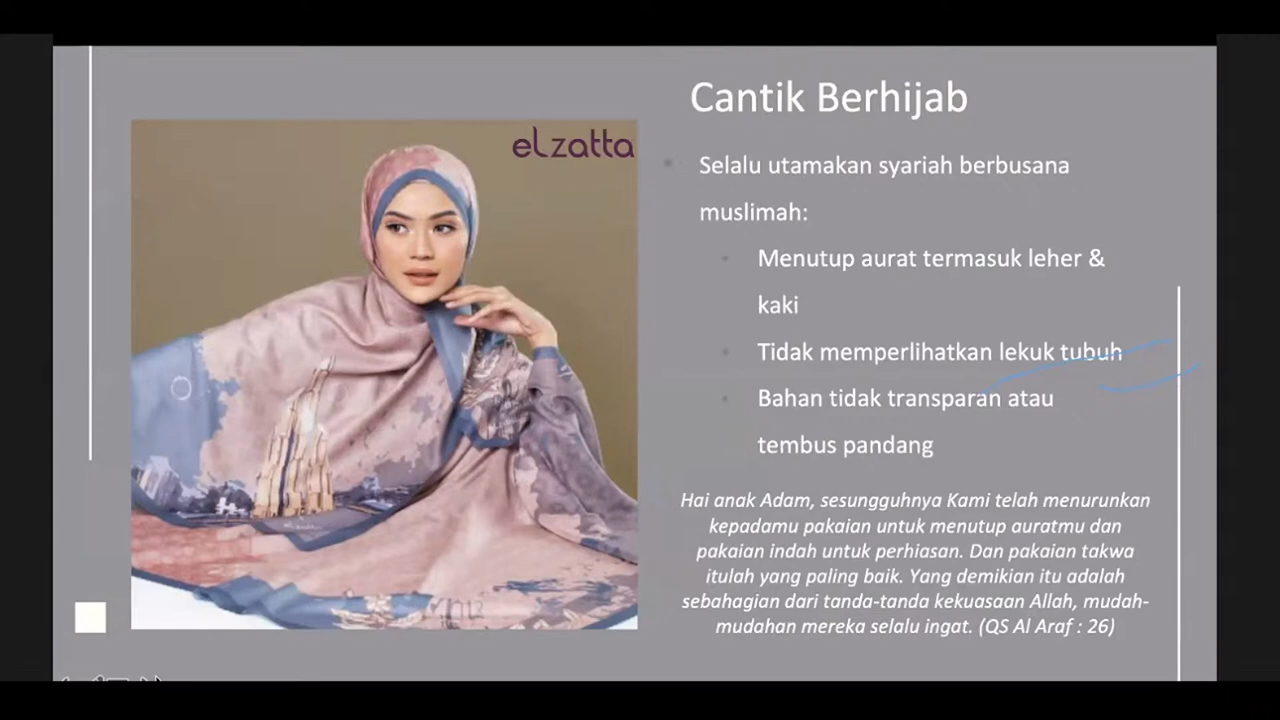 Cantik Berhijab
elzatta
Selalu utamakan syariah berbusana
muslimah:
Menutup aurat termasuk leher &
kaki
Tidak memperlihatkan lekuk tubuh
Bahan tidak transparan atau
tembus pandang
Hai anak Adam, sesungguhnya Kami telah menurunkan
kepadamu pakaian untuk menutup auratmu dan
pakaian indah untuk perhiasan. Dan pakaian takwa
itulah yang paling baik. Yang demikian itu adalah
sebahagian dari tanda-tanda kekuasaan Allah, mudah-
mudahan mereka selalu ingat. (QS Al Araf : 26)